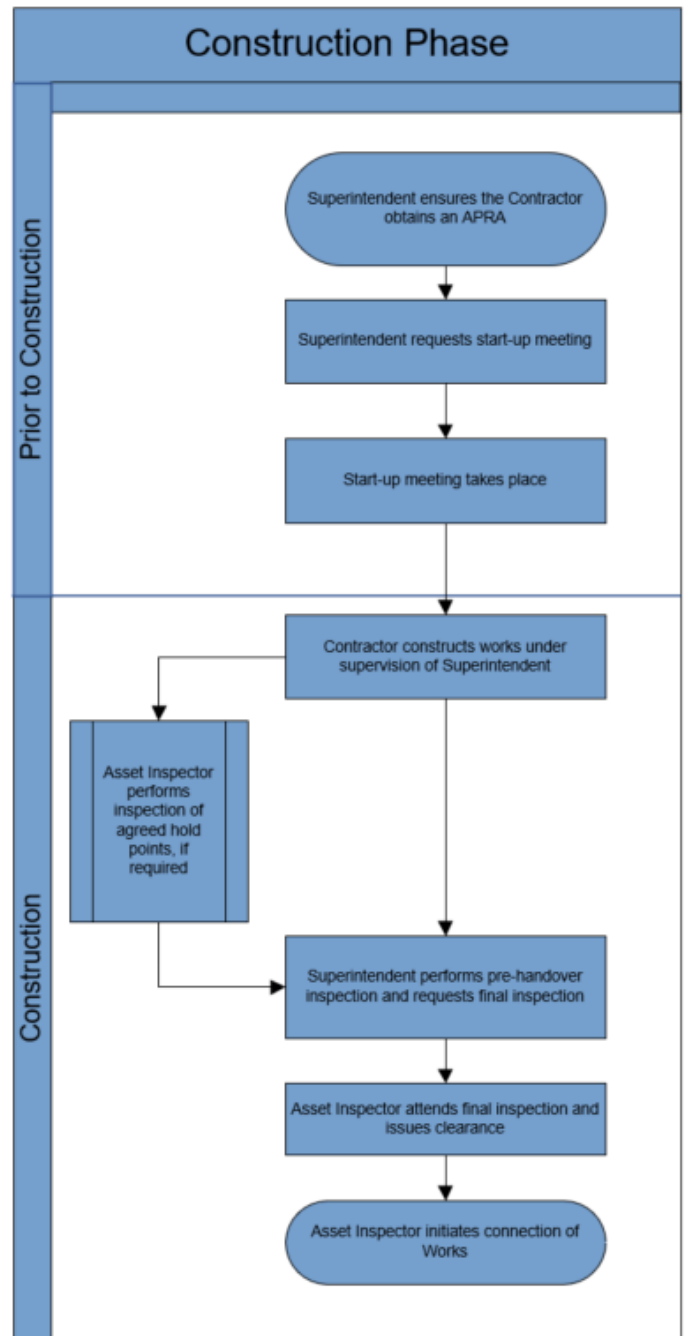 Construction Phase
Prior to Construction
Superintendent ensures the Contractor
obtains an APRA
Superintendent requests start-up meeting
Start-up meeting takes place
Construction
Contractor constructs works under
supervision of Superintendent
Asset Inspector
performs
inspection of
agreed hold
points, if
required
Superintendent performs pre-handover
inspection and requests final inspection
Asset Inspector attends final inspection and
issues clearance
Asset Inspector initiates connection of
Works